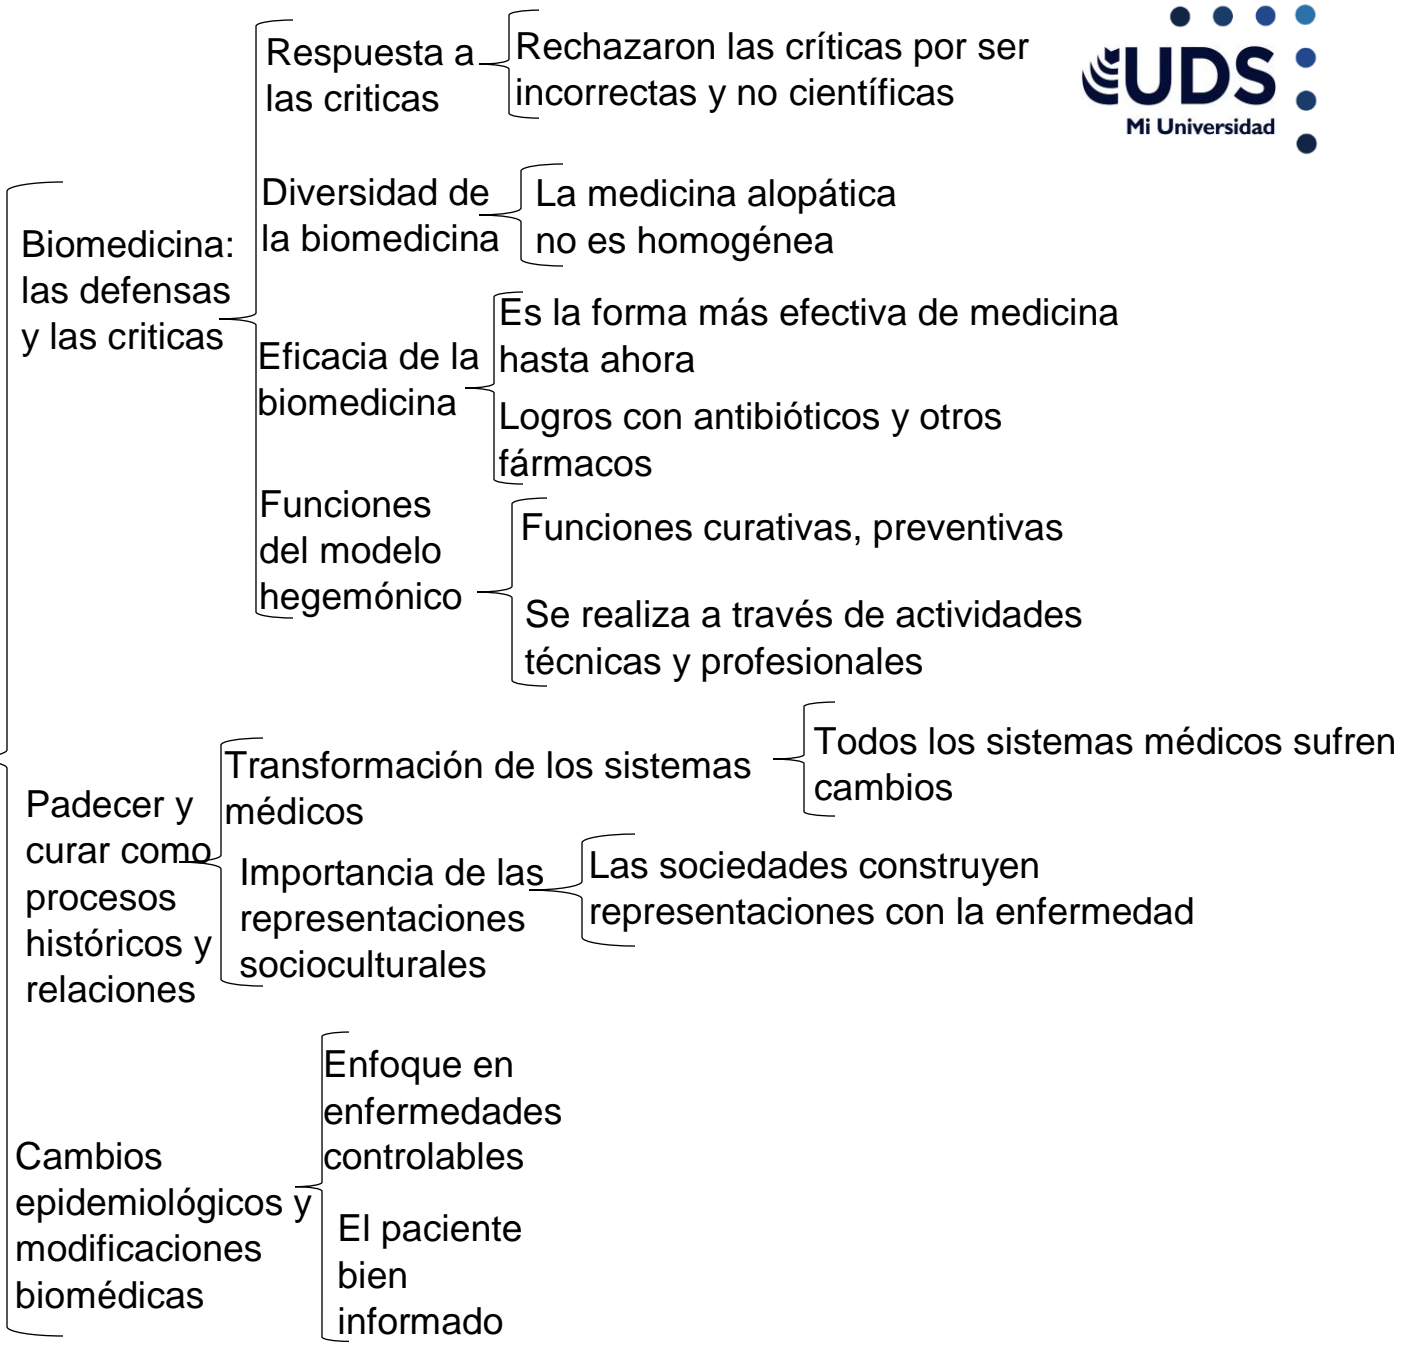 UDS
Mi Universidad
Biomedicina:
las defensas
y las criticas
Respuesta a
las criticas
Rechazaron las críticas por ser
incorrectas y no científicas
Diversidad de
la biomedicina
La medicina alopática
no es homogénea
Eficacia de la
biomedicina
Es la forma más efectiva de medicina
hasta ahora
Logros con antibióticos y otros
fármacos
Funciones
del modelo
hegemónico
Funciones curativas, preventivas
Se realiza a través de actividades
técnicas y profesionales
Padecer y
curar como
procesos
históricos y
relaciones
Transformación de los sistemas
médicos
Todos los sistemas médicos sufren
cambios
Importancia de las
representaciones
socioculturales
Las sociedades construyen
representaciones con la enfermedad
Cambios
epidemiológicos y
modificaciones
biomédicas
Enfoque en
enfermedades
controlables
El paciente
bien
informado